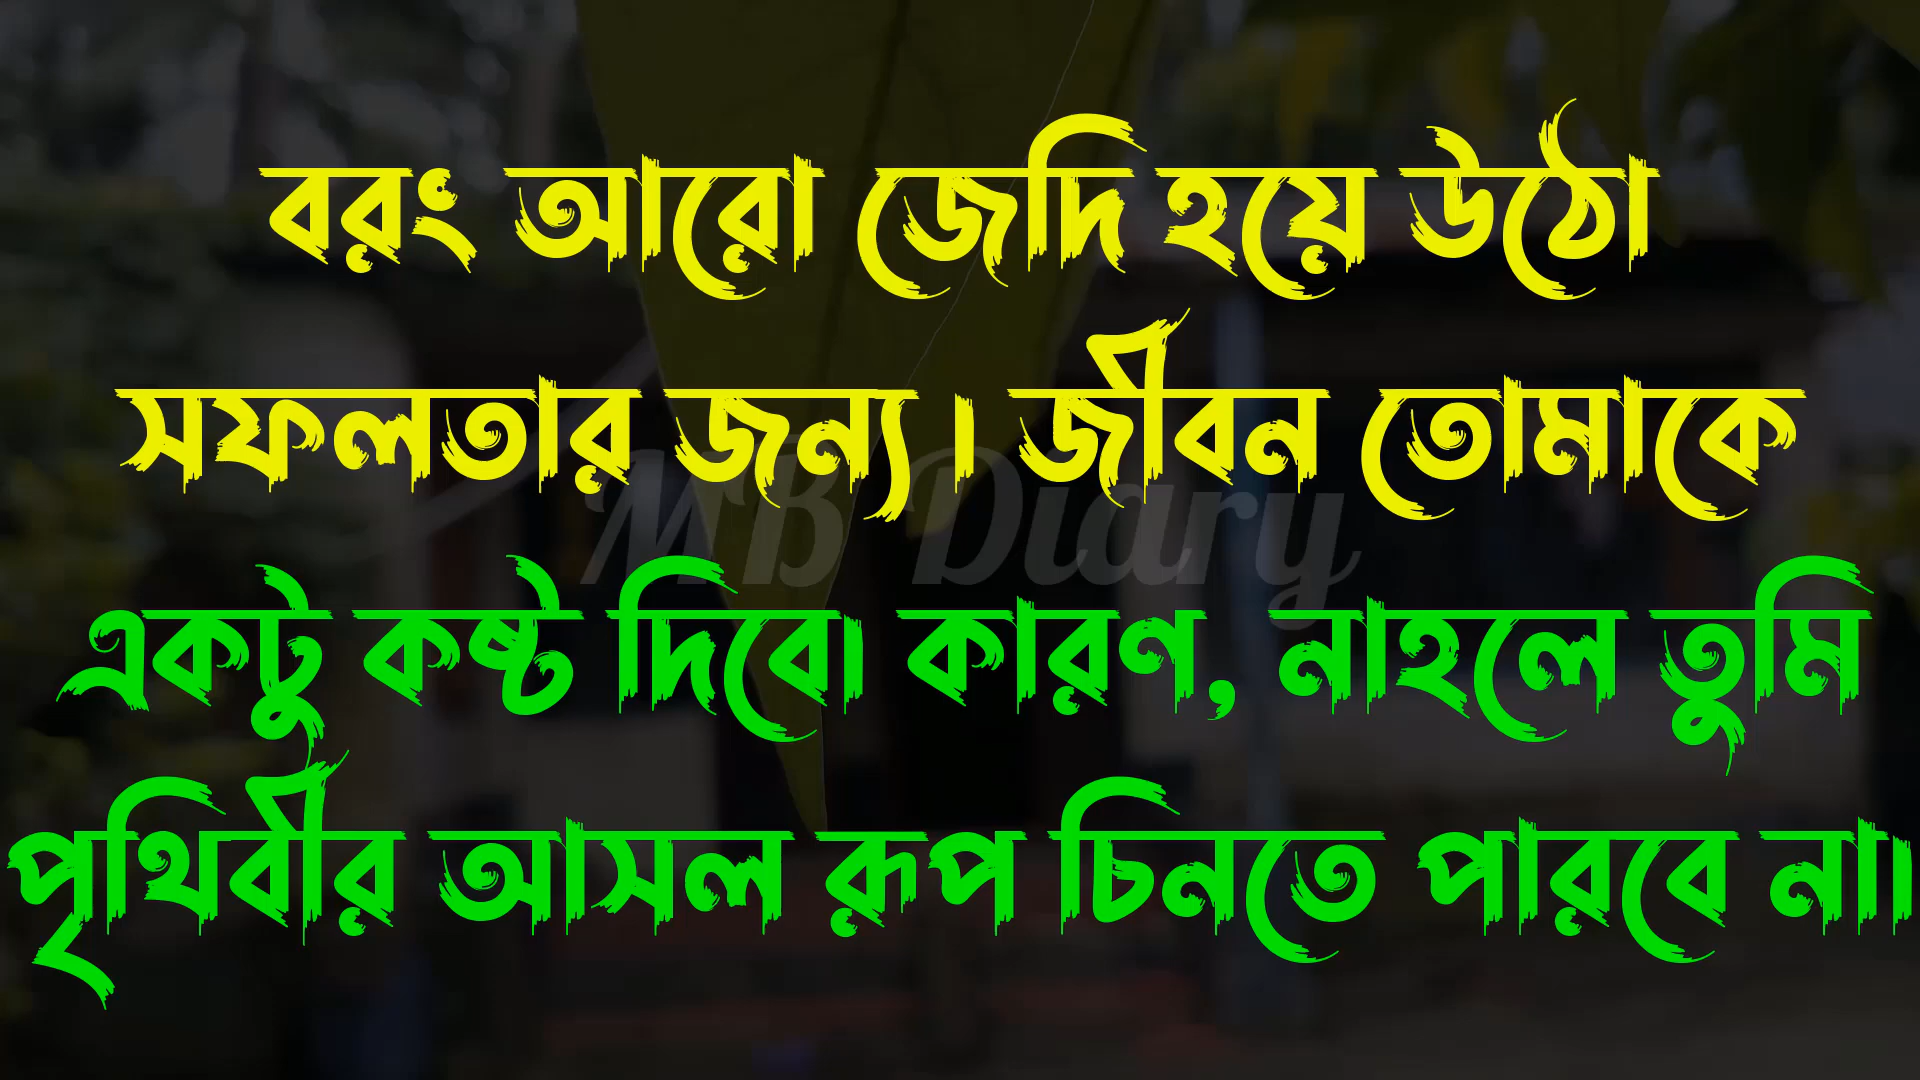 বরং আরো জেদি হয়ে উঠো
সফলতার জন্য। জীবন তোমাকে
MB Diary
একটু কষ্ট দিবো কারণ, নাহলে তুমি
পৃথিবীর আসল রূপ চিনতে পারবে না।